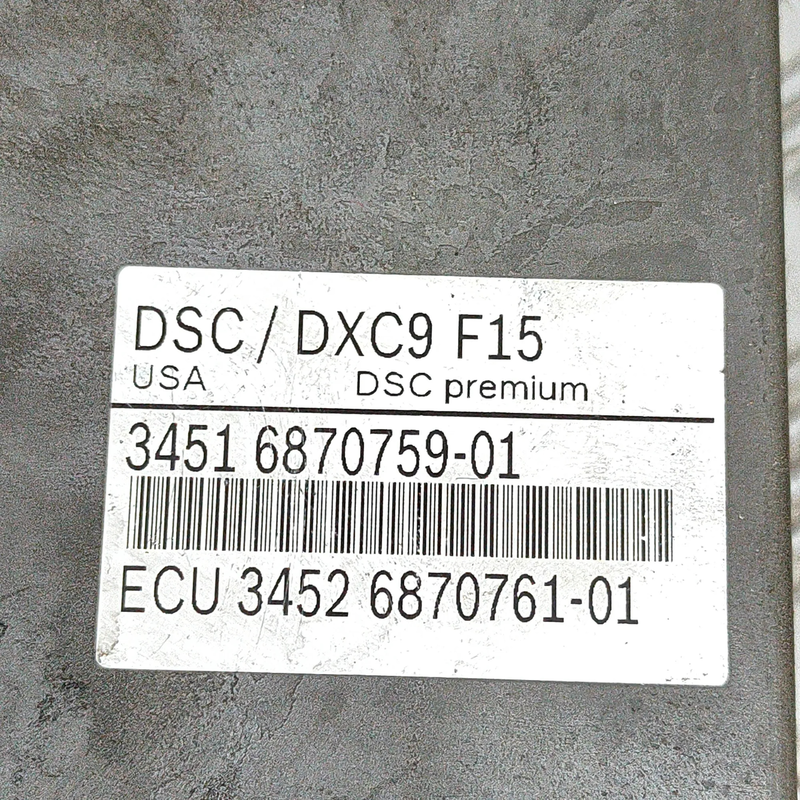 DSC / DXC9 F15
USA DSC premium
3451 6870759-01
ECU 3452 6870761-01